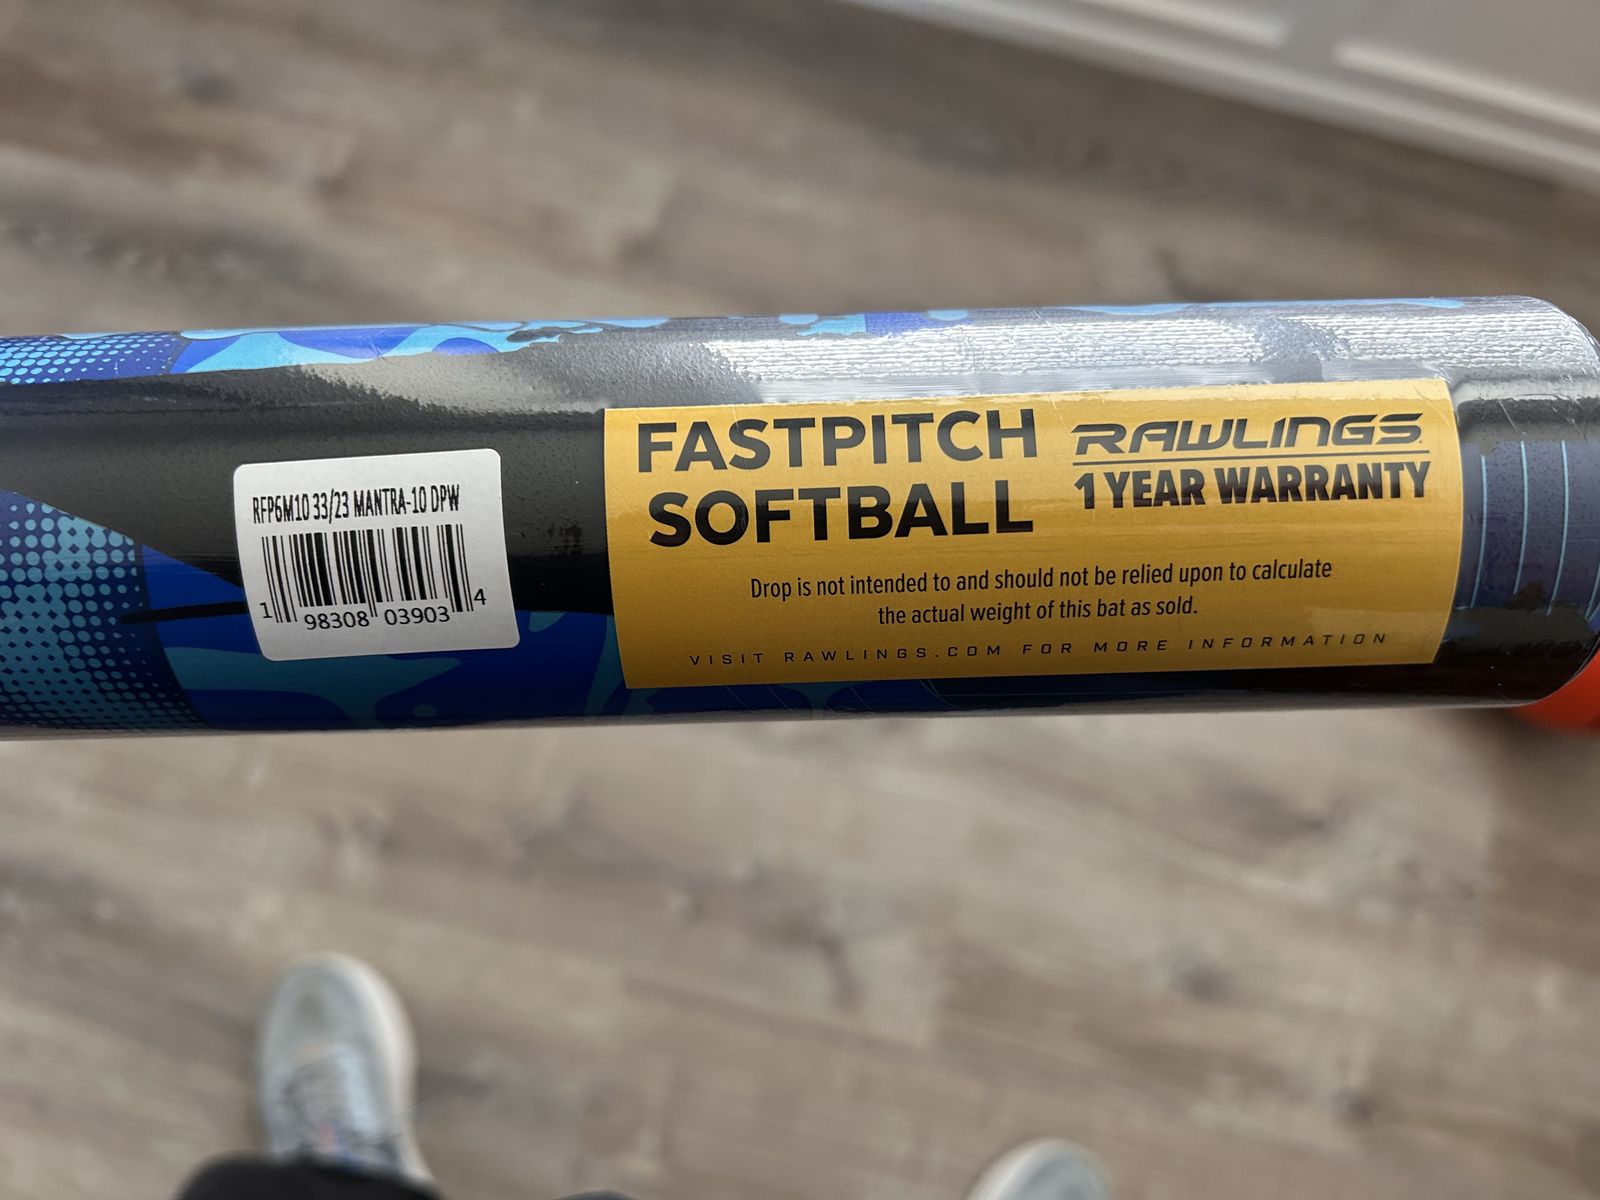 RFP6M10 33/23 MANTRA-10 DPW
1 98308 03903 4
FASTPITCH
SOFTBALL
RAWLINGS
1 YEAR WARRANTY
Drop is not intended to and should not be relied upon to calculate
the actual weight of this bat as sold.
VISIT RAWLINGS.COM FOR MORE INFORMATION